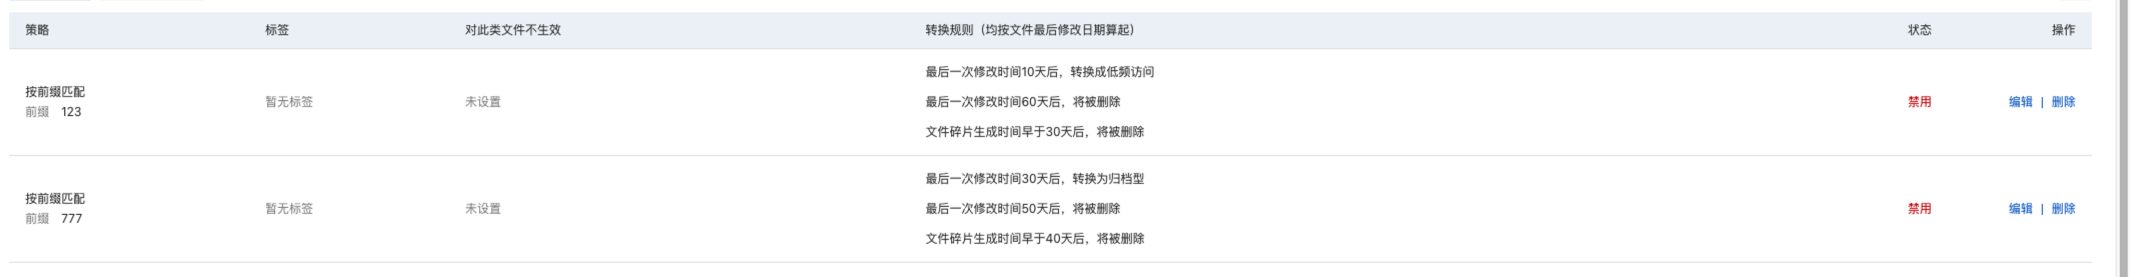 策略 标签 对此类文件不生效 转换规则（均按文件最后修改日期算起） 状态 操作
最后一次修改时间10天后，转换成低频访问
按前缀匹配
暂无标签 未设置 最后一次修改时间60天后，将被删除 禁用 编辑 | 删除
前缀 123
文件碎片生成时间早于30天后，将被删除
最后一次修改时间30天后，转换为归档型
按前缀匹配
暂无标签 未设置 最后一次修改时间50天后，将被删除 禁用 编辑 | 删除
前缀 777
文件碎片生成时间早于40天后，将被删除